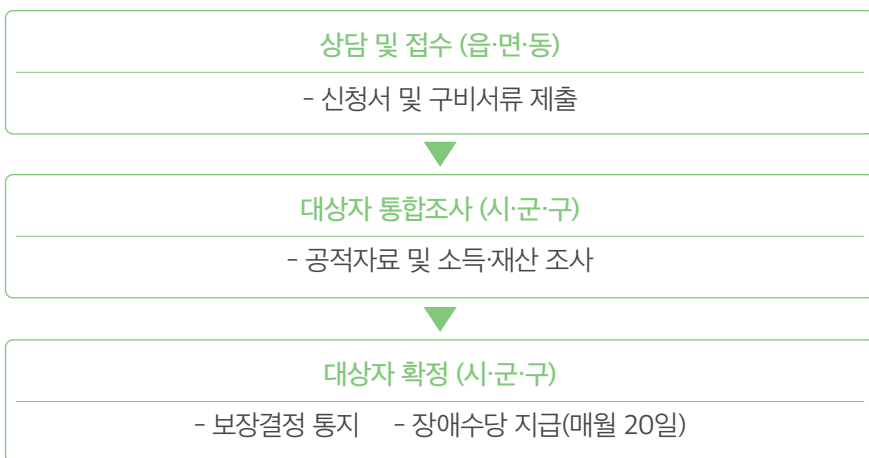 상담 및 접수 (읍·면·동)
- 신청서 및 구비서류 제출
대상자 통합조사 (시·군·구)
- 공적자료 및 소득·재산 조사
대상자 확정 (시·군·구)
- 보장결정 통지 - 장애수당 지급(매월 20일)